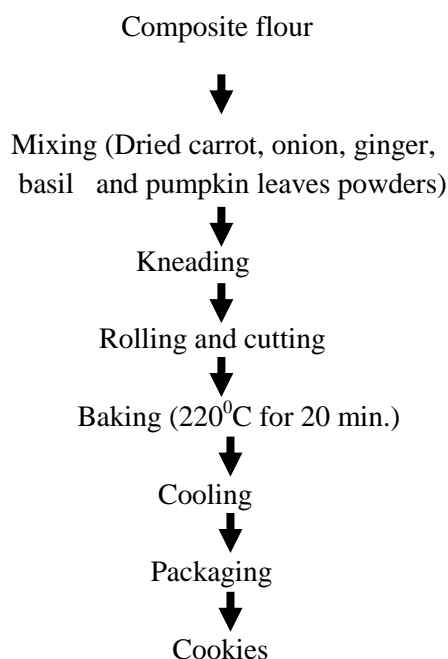 Composite flour
Mixing (Dried carrot, onion, ginger,
basil and pumpkin leaves powders)
Kneading
Rolling and cutting
Baking (220⁰C for 20 min.)
Cooling
Packaging
Cookies